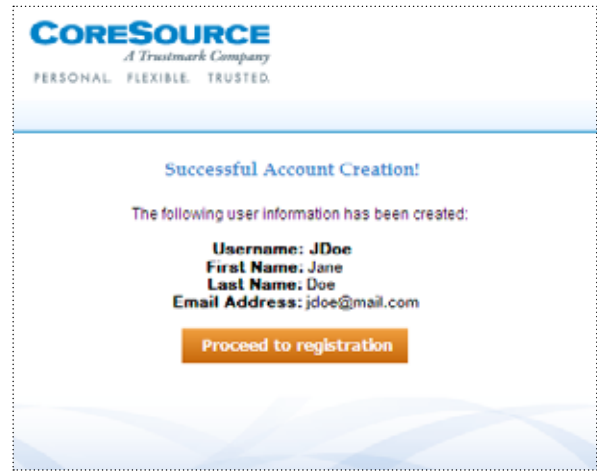 CORESOURCE
A Trustmark Company
PERSONAL. FLEXIBLE. TRUSTED.
Successful Account Creation!
The following user information has been created:
Username: JDoe
First Name: Jane
Last Name: Doe
Email Address: jdoe@mail.com
Proceed to registration